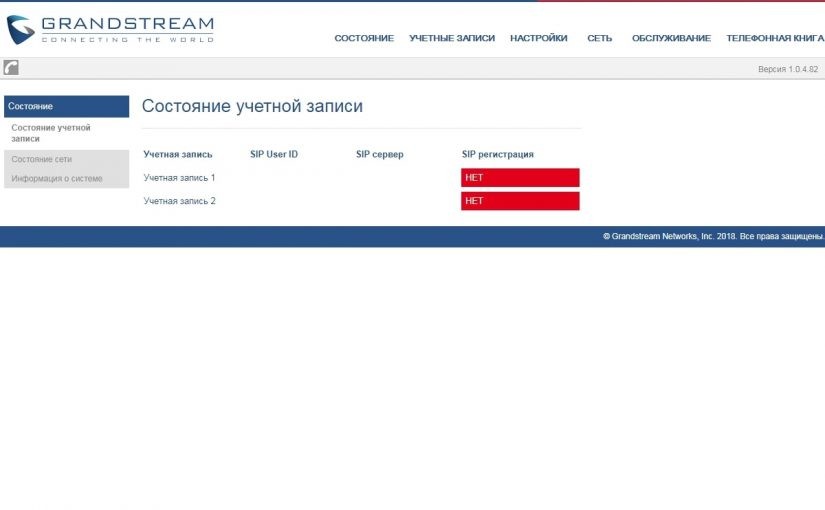 GRANDSTREAM
CONNECTING THE WORLD
СОСТОЯНИЕ УЧЕТНЫЕ ЗАПИСИ НАСТРОЙКИ СЕТЬ ОБСЛУЖИВАНИЕ ТЕЛЕФОННАЯ КНИГА
Версия 1.0.4.82
Состояние
Состояние учетной
записи
Состояние сети
Информация о системе
Состояние учетной записи
Учетная запись SIP User ID SIP сервер SIP регистрация
Учетная запись 1 НЕТ
Учетная запись 2 НЕТ
© Grandstream Networks, Inc. 2018. Все права защищены.